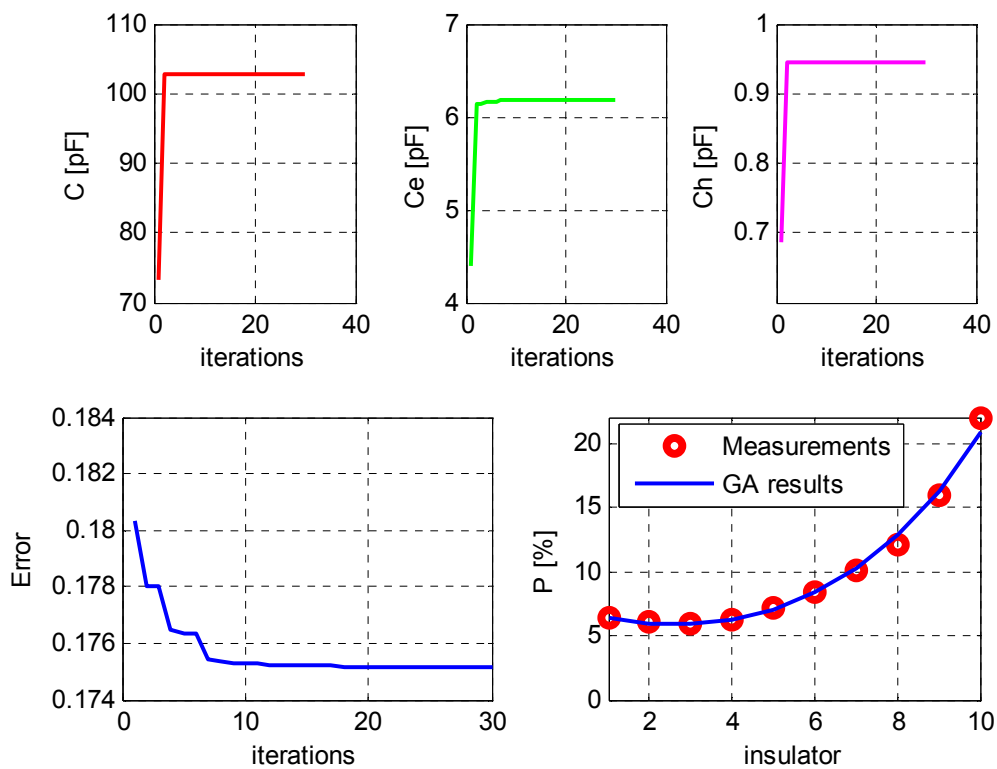 110
100
90
80
70
C [pF]
0 20 40
iterations
7
6
5
4
Ce [pF]
0 20 40
iterations
1
0.9
0.8
0.7
Ch [pF]
0 20 40
iterations
0.184
0.182
0.18
0.178
0.176
0.174
Error
0 10 20 30
iterations
20
15
10
5
0
P [%]
Measurements
GA results
2 4 6 8 10
insulator